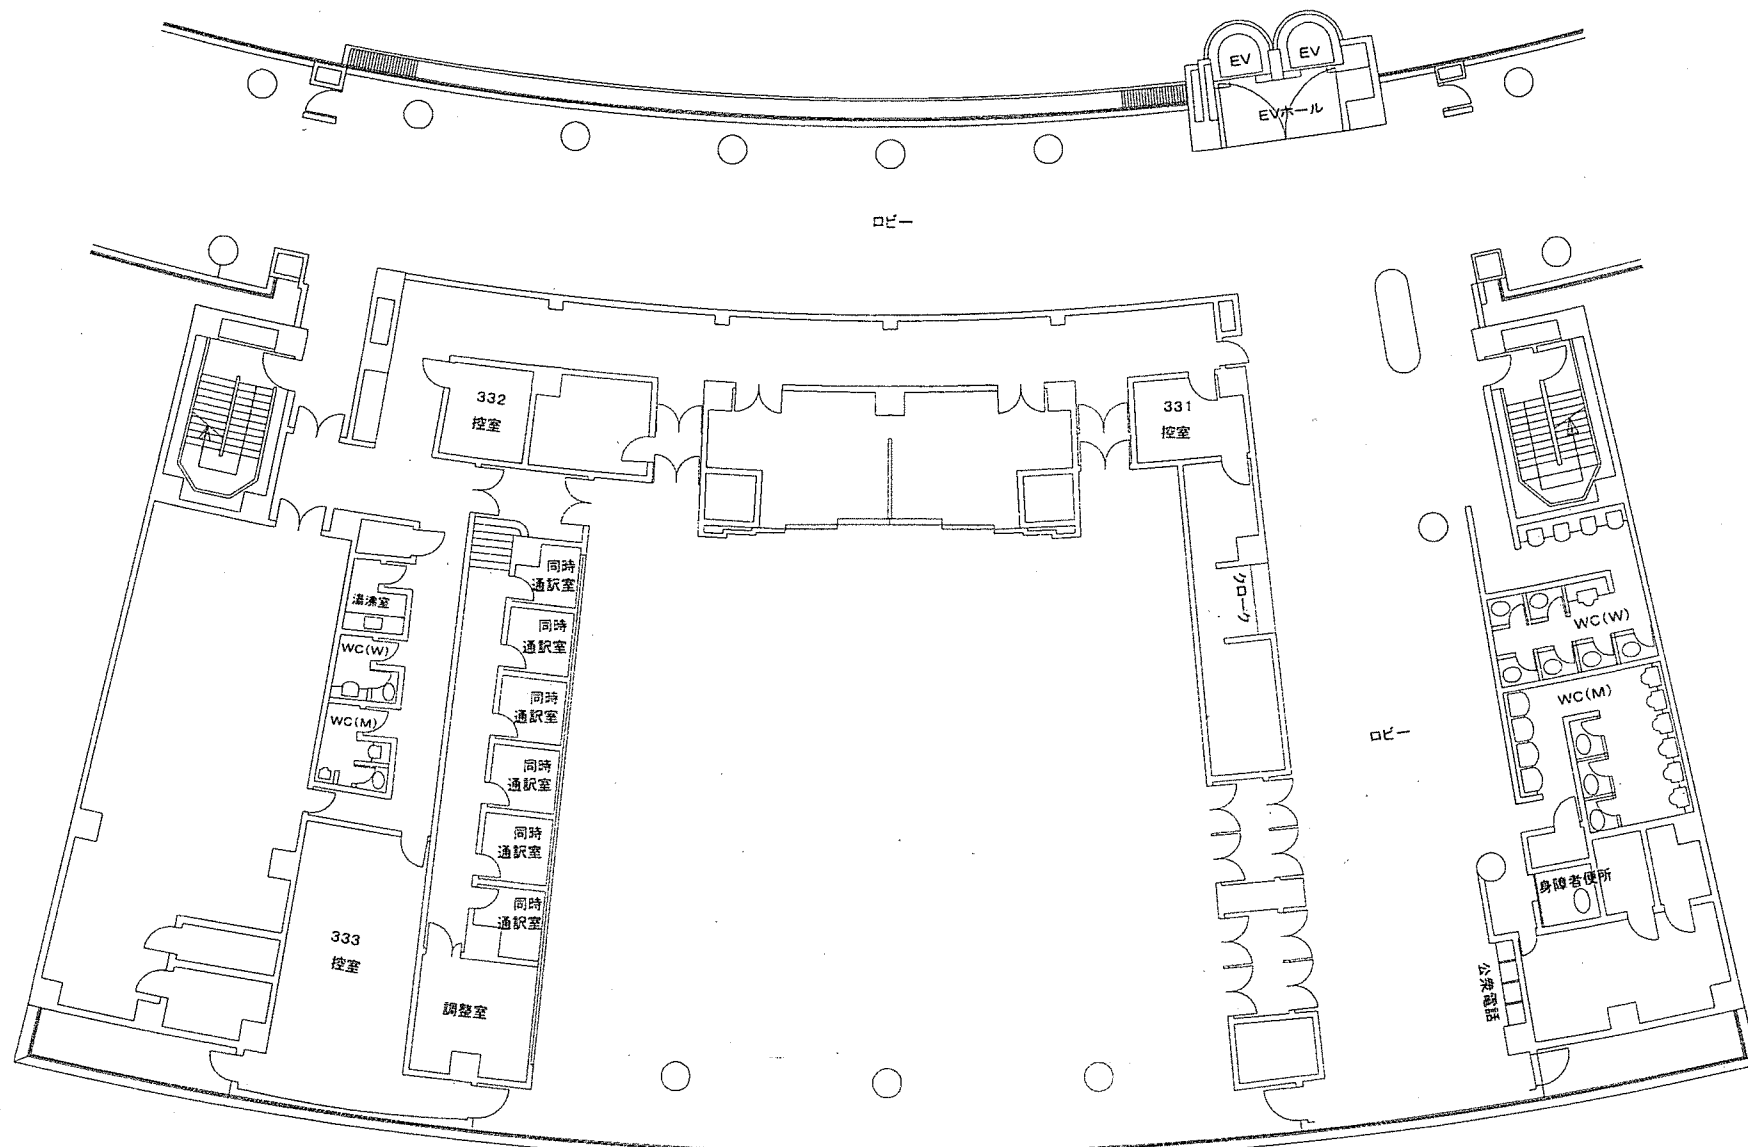 EV
EV
EVホール
ロビー
332
控室
331
控室
同時
通訳室
湯沸室
クローク
同時
通訳室
WC(W)
WC(W)
同時
通訳室
WC(M)
WC(M)
ロビー
同時
通訳室
同時
通訳室
身障者便所
同時
通訳室
333
控室
調整室
公衆電話